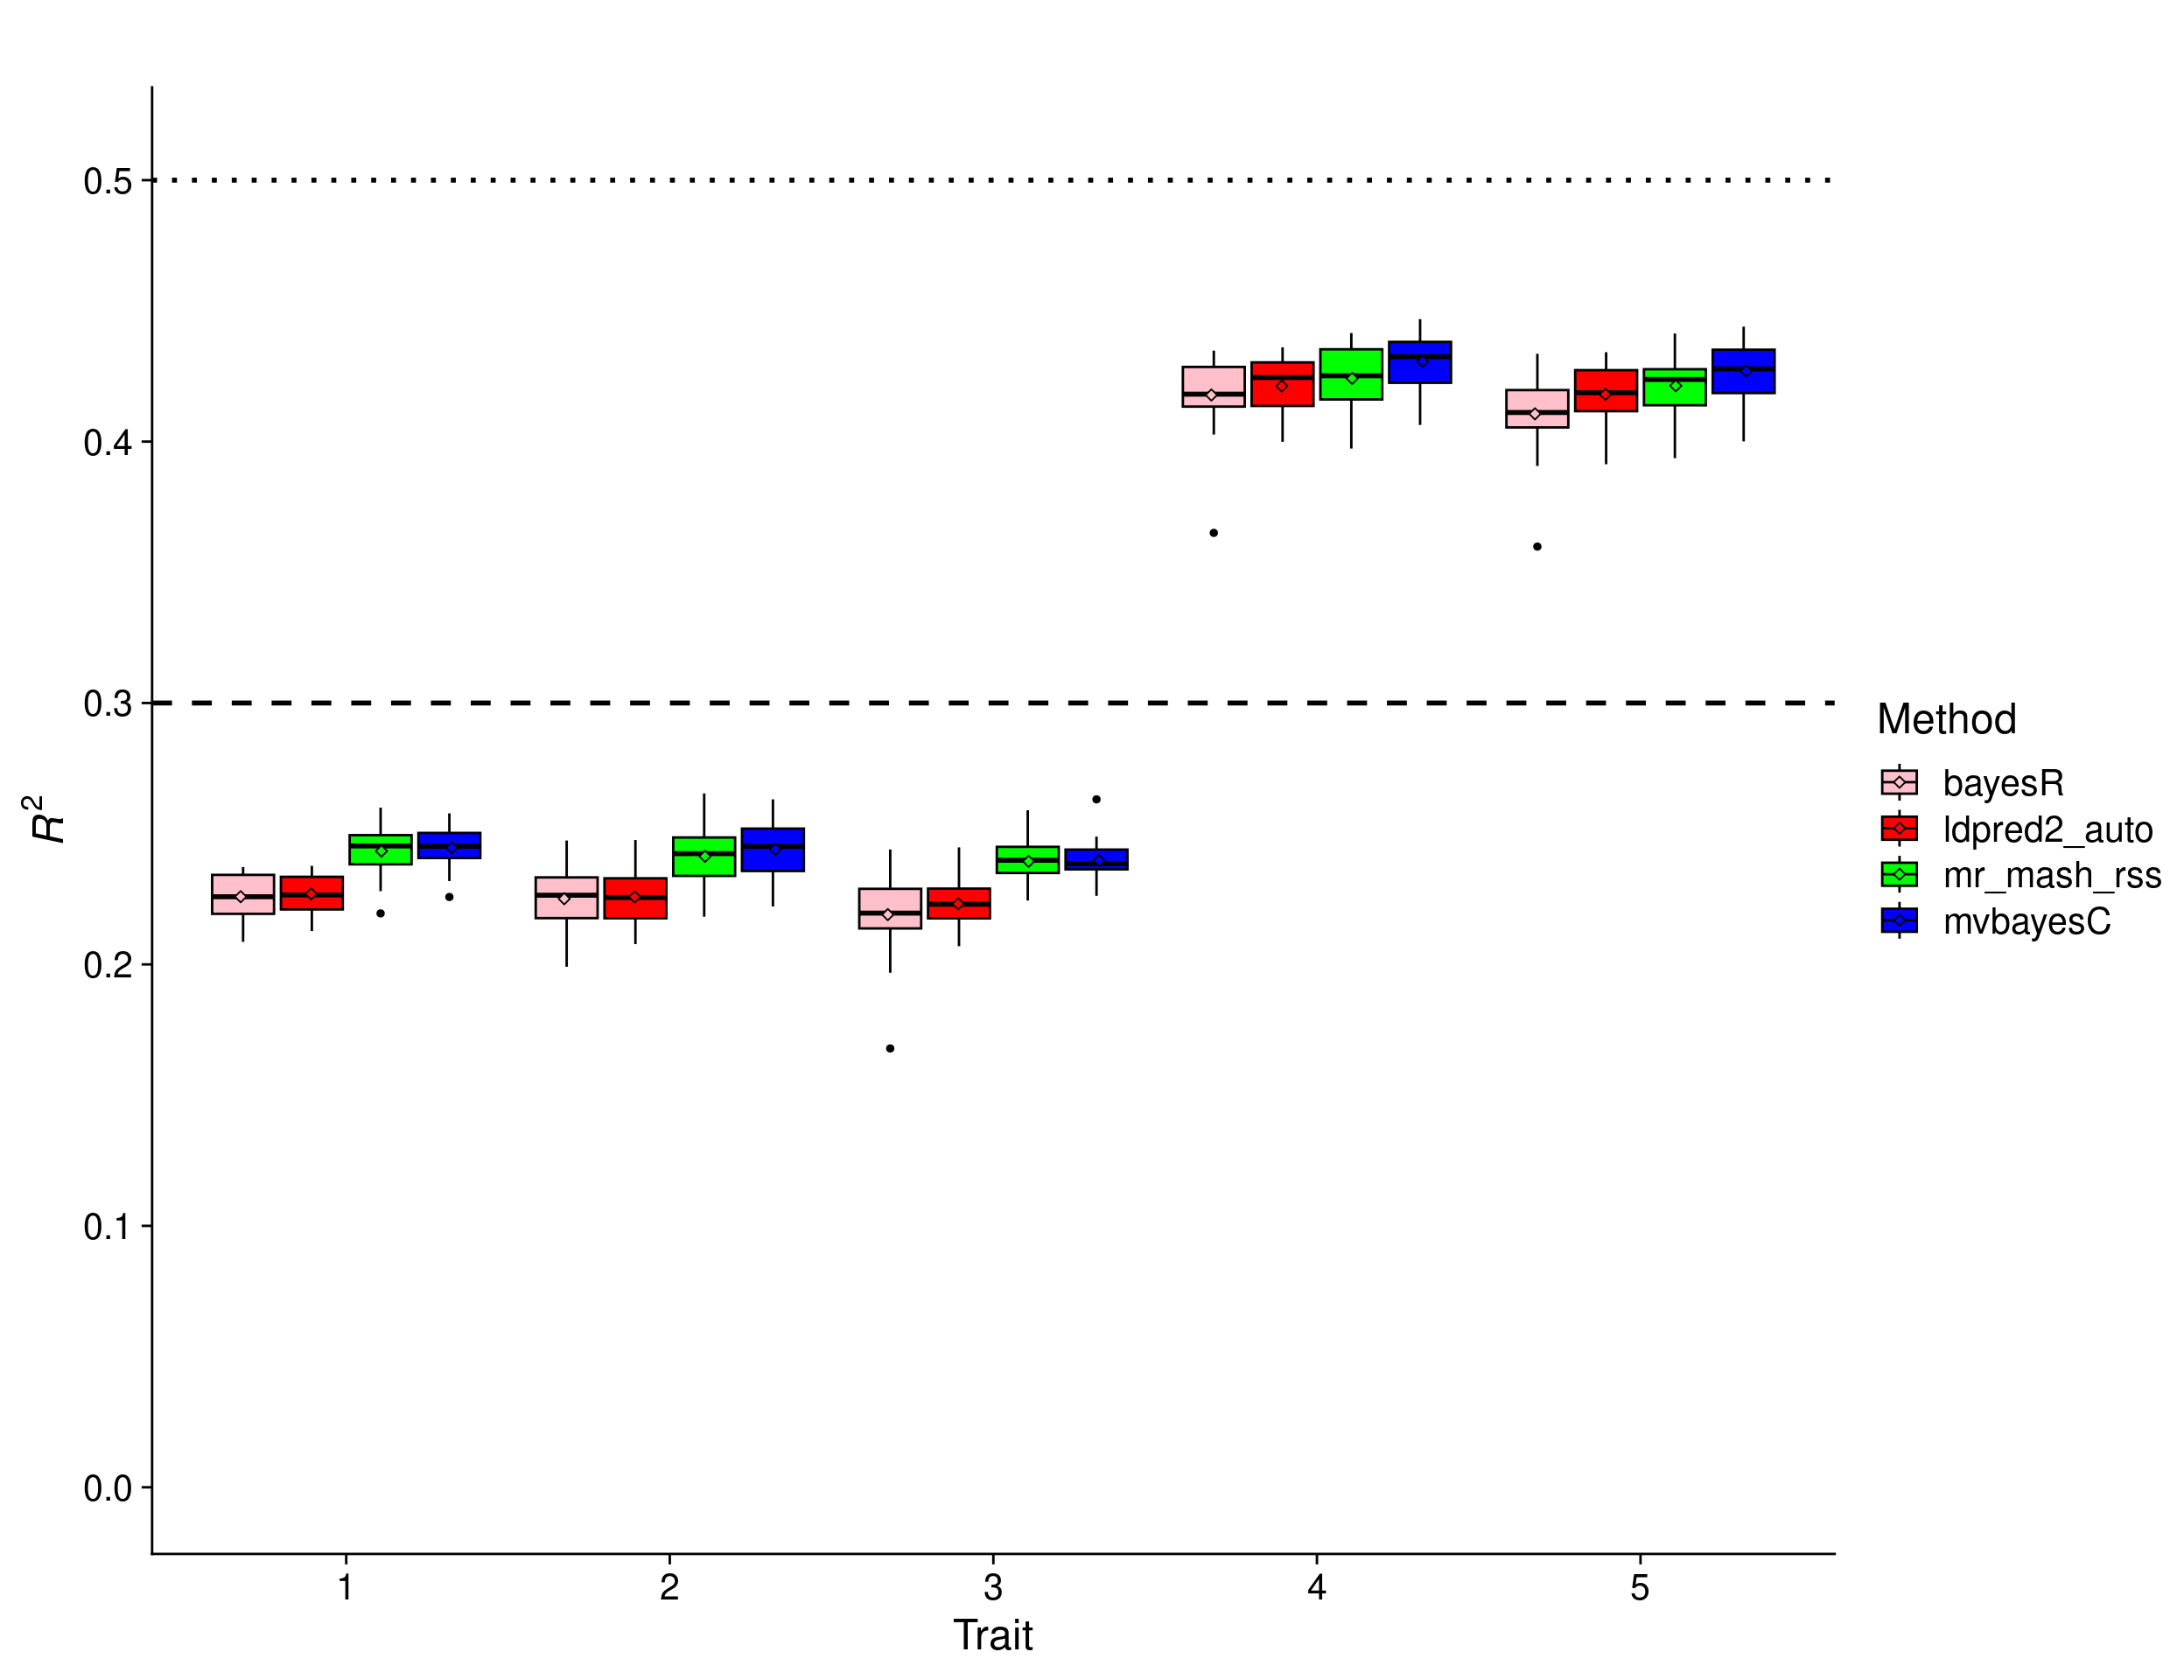 0.5
0.4
0.3
0.2
0.1
0.0
R²
1 2 3 4 5
Trait
Method
bayesR
ldpred2_auto
mr_mash_rss
mvbayesC